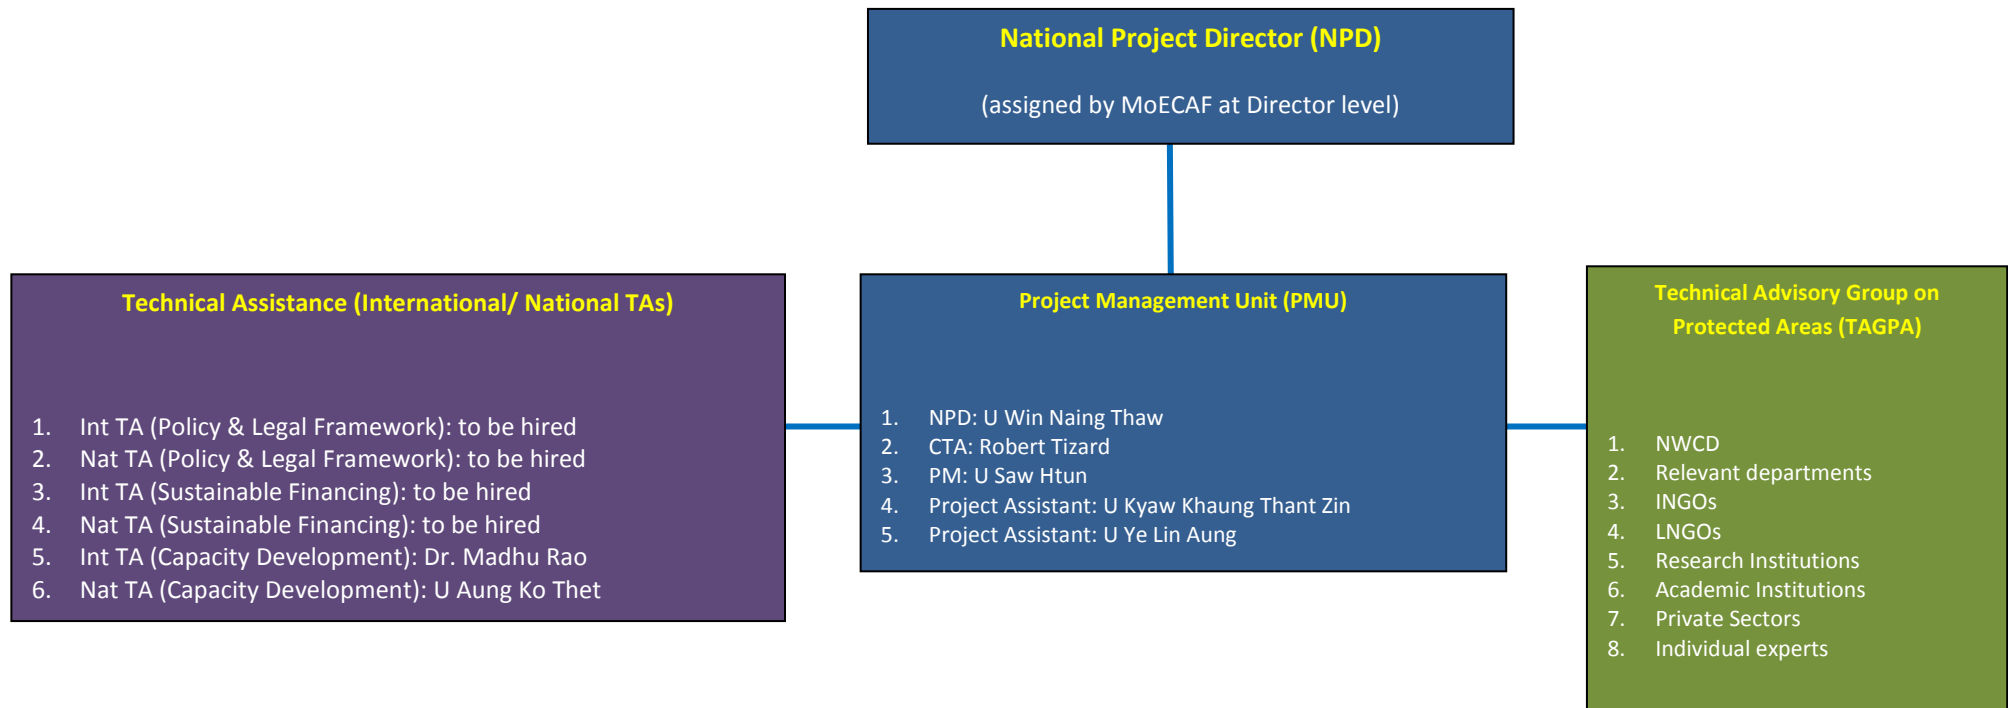 National Project Director (NPD)
(assigned by MoECAF at Director level)
Technical Assistance (International/ National TAs)
1. Int TA (Policy & Legal Framework): to be hired
2. Nat TA (Policy & Legal Framework): to be hired
3. Int TA (Sustainable Financing): to be hired
4. Nat TA (Sustainable Financing): to be hired
5. Int TA (Capacity Development): Dr. Madhu Rao
6. Nat TA (Capacity Development): U Aung Ko Thet
Project Management Unit (PMU)
1. NPD: U Win Naing Thaw
2. CTA: Robert Tizard
3. PM: U Saw Htun
4. Project Assistant: U Kyaw Khaung Thant Zin
5. Project Assistant: U Ye Lin Aung
Technical Advisory Group on
Protected Areas (TAGPA)
1. NWCD
2. Relevant departments
3. INGOs
4. LNGOs
5. Research Institutions
6. Academic Institutions
7. Private Sectors
8. Individual experts